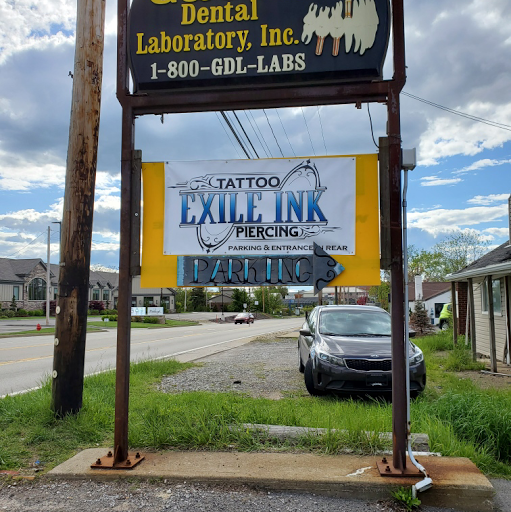 Dental
Laboratory, Inc.
1-800-GDL-LABS
TATTOO
EXILE INK
PIERCING
PARKING & ENTRANCE IN REAR
PARKING